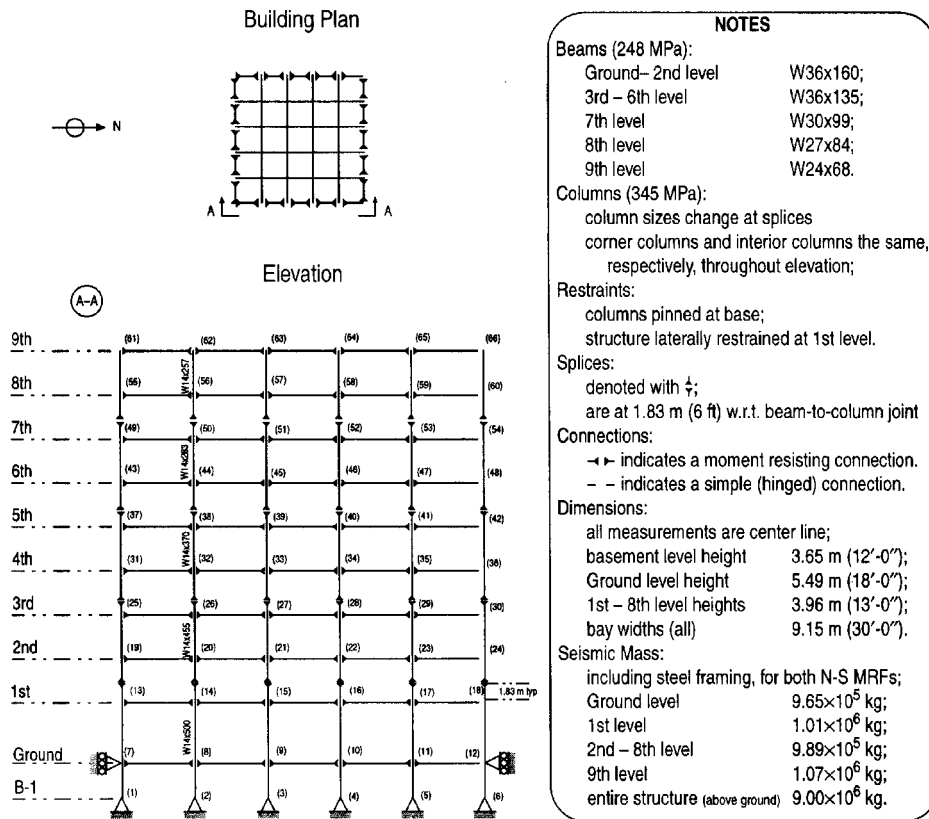 Building Plan
N
A
A
Elevation
A–A
9th
(61)
(62)
(63)
(64)
(65)
(66)
W14x257
8th
(55)
(56)
(57)
(58)
(59)
(60)
7th
(49)
(50)
(51)
(52)
(53)
(54)
W14x283
6th
(43)
(44)
(45)
(46)
(47)
(48)
5th
(37)
(38)
(39)
(40)
(41)
(42)
W14x370
4th
(31)
(32)
(33)
(34)
(35)
(36)
3rd
(25)
(26)
(27)
(28)
(29)
(30)
W14x455
2nd
(19)
(20)
(21)
(22)
(23)
(24)
1st
(13)
(14)
(15)
(16)
(17)
(18)
1.83 m typ
W14x500
Ground
(7)
(8)
(9)
(10)
(11)
(12)
B-1
(1)
(2)
(3)
(4)
(5)
(6)
NOTES
Beams (248 MPa):
Ground– 2nd level W36x160;
3rd – 6th level W36x135;
7th level W30x99;
8th level W27x84;
9th level W24x68.
Columns (345 MPa):
column sizes change at splices
corner columns and interior columns the same,
respectively, throughout elevation;
Restraints:
columns pinned at base;
structure laterally restrained at 1st level.
Splices:
denoted with ;
are at 1.83 m (6 ft) w.r.t. beam-to-column joint
Connections:
indicates a moment resisting connection.
– – indicates a simple (hinged) connection.
Dimensions:
all measurements are center line;
basement level height 3.65 m (12′-0″);
Ground level height 5.49 m (18′-0″);
1st – 8th level heights 3.96 m (13′-0″);
bay widths (all) 9.15 m (30′-0″).
Seismic Mass:
including steel framing, for both N-S MRFs;
Ground level 9.65×10⁵ kg;
1st level 1.01×10⁶ kg;
2nd – 8th level 9.89×10⁵ kg;
9th level 1.07×10⁶ kg;
entire structure (above ground) 9.00×10⁶ kg.